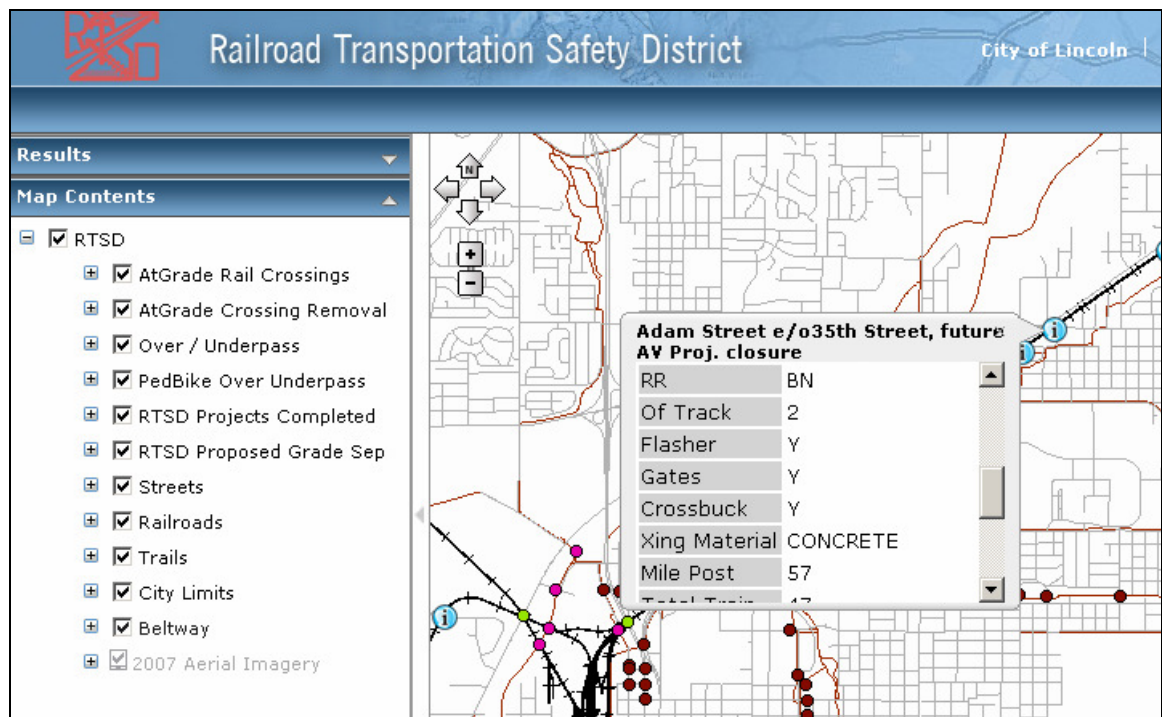 Railroad Transportation Safety District
City of Lincoln
Results
Map Contents
RTSD
AtGrade Rail Crossings
AtGrade Crossing Removal
Over / Underpass
PedBike Over Underpass
RTSD Projects Completed
RTSD Proposed Grade Sep
Streets
Railroads
Trails
City Limits
Beltway
2007 Aerial Imagery
N
Adam Street e/o35th Street, future
AV Proj. closure
RR BN
Of Track 2
Flasher Y
Gates Y
Crossbuck Y
Xing Material CONCRETE
Mile Post 57
Total Train 47